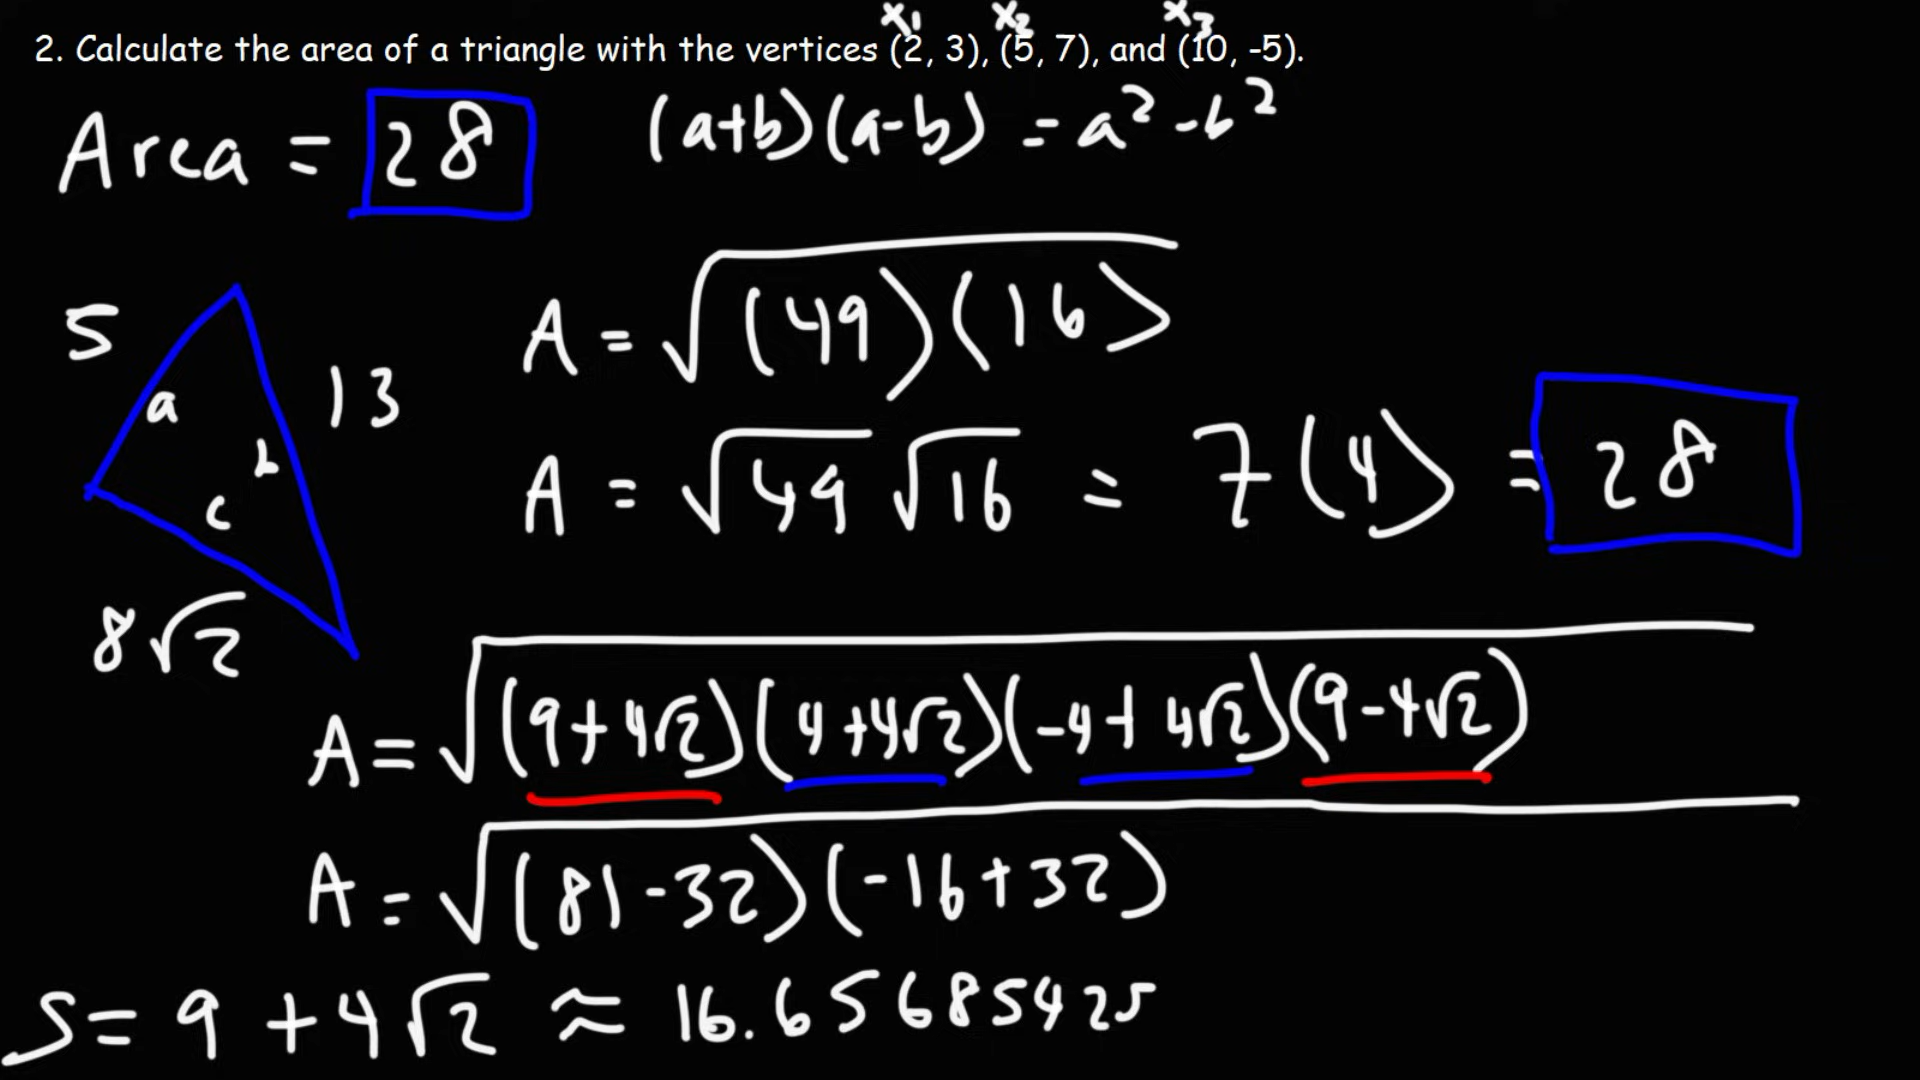 x1 x2 x3
2. Calculate the area of a triangle with the vertices (2, 3), (5, 7), and (10, -5).
Area = 28 (a+b)(a-b) = a² - b²
A = √(49)(16)
5 a 13 b c 8√2
A = √49 √16 = 7(4) = 28
A = √(9+4√2)(4+4√2)(-4+4√2)(9-4√2)
A = √(81-32)(-16+32)
S = 9 + 4√2 ≈ 16.65685425